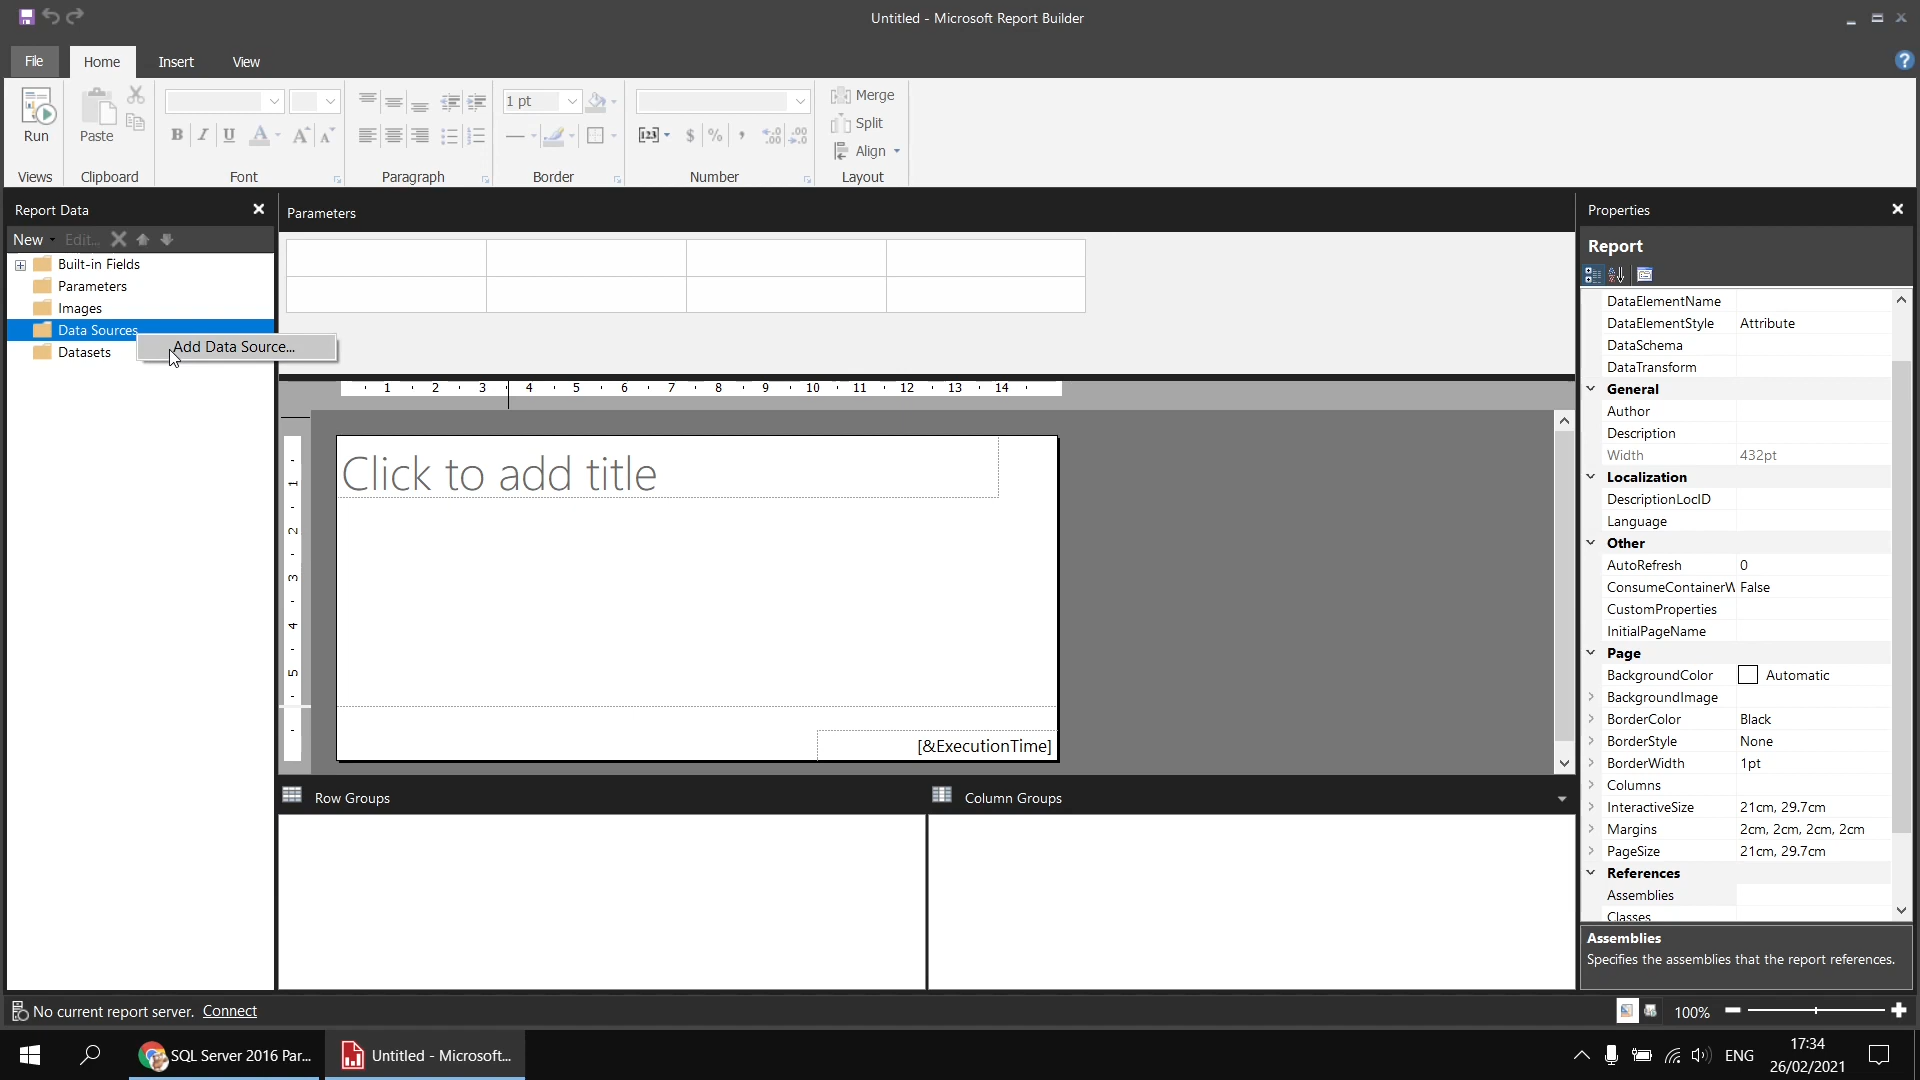 Untitled - Microsoft Report Builder
File
Home
Insert
View
Run
Views
Paste
Clipboard
B I U A A A
Font
Paragraph
1 pt
Border
[123] $ % ,
Number
Merge
Split
Align
Layout
Report Data
New Edit...
Built-in Fields
Parameters
Images
Data Sources
Add Data Source...
Datasets
Parameters
1 2 3 4 5 6 7 8 9 10 11 12 13 14
1
2
3
4
5
Click to add title
[&ExecutionTime]
Row Groups
Column Groups
Properties
Report
DataElementName
DataElementStyle Attribute
DataSchema
DataTransform
General
Author
Description
Width 432pt
Localization
DescriptionLocID
Language
Other
AutoRefresh 0
ConsumeContainerW False
CustomProperties
InitialPageName
Page
BackgroundColor Automatic
BackgroundImage
BorderColor Black
BorderStyle None
BorderWidth 1pt
Columns
InteractiveSize 21cm, 29.7cm
Margins 2cm, 2cm, 2cm, 2cm
PageSize 21cm, 29.7cm
References
Assemblies
Classes
Assemblies
Specifies the assemblies that the report references.
No current report server. Connect
100%
SQL Server 2016 Par...
Untitled - Microsoft...
ENG
17:34
26/02/2021